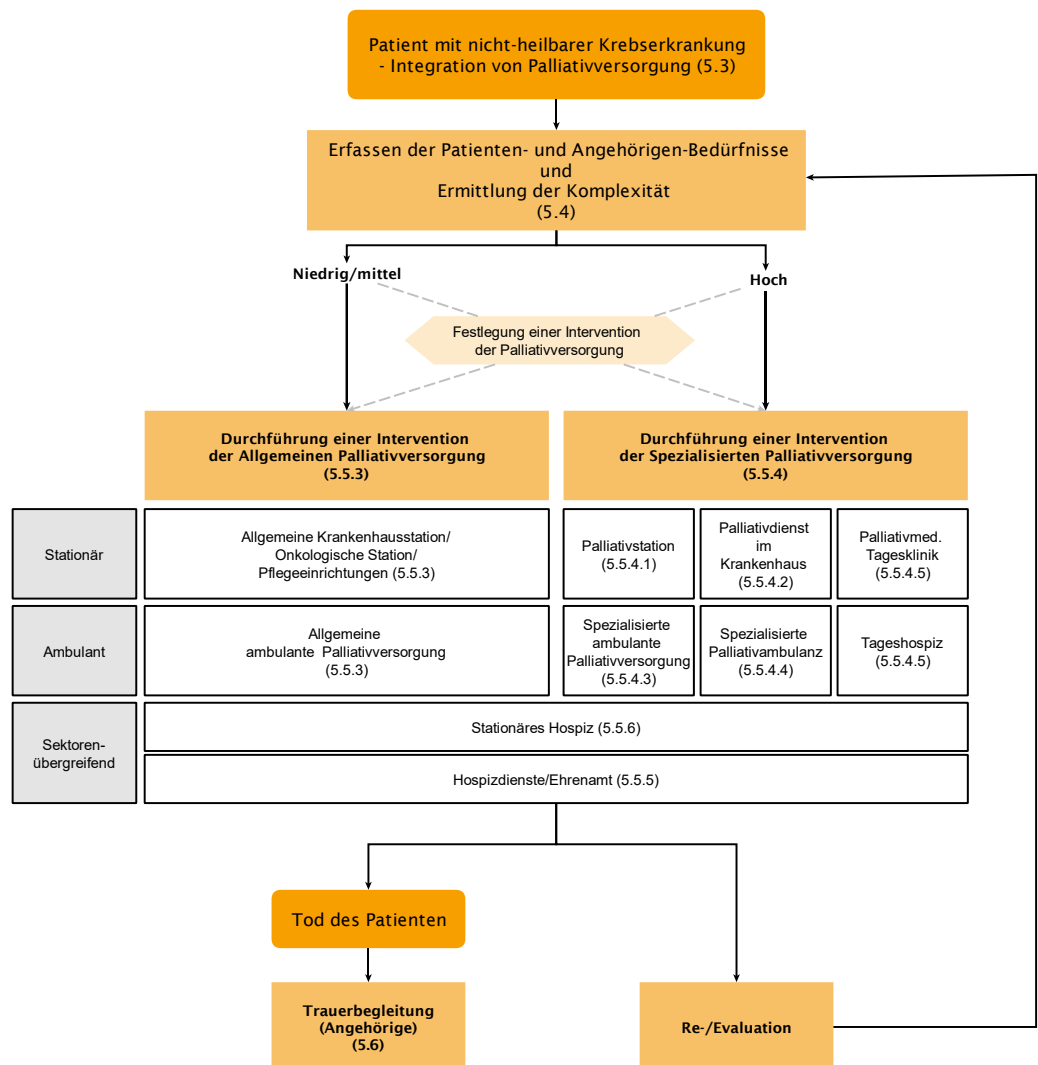 Patient mit nicht-heilbarer Krebserkrankung
- Integration von Palliativversorgung (5.3)
Erfassen der Patienten- und Angehörigen-Bedürfnisse
und
Ermittlung der Komplexität
(5.4)
Niedrig/mittel
Hoch
Festlegung einer Intervention
der Palliativversorgung
Durchführung einer Intervention
der Allgemeinen Palliativversorgung
(5.5.3)
Durchführung einer Intervention
der Spezialisierten Palliativversorgung
(5.5.4)
Stationär
Allgemeine Krankenhausstation/
Onkologische Station/
Pflegeeinrichtungen (5.5.3)
Palliativstation
(5.5.4.1)
Palliativdienst
im
Krankenhaus
(5.5.4.2)
Palliativmed.
Tagesklinik
(5.5.4.5)
Ambulant
Allgemeine
ambulante Palliativversorgung
(5.5.3)
Spezialisierte
ambulante
Palliativversorgung
(5.5.4.3)
Spezialisierte
Palliativambulanz
(5.5.4.4)
Tageshospiz
(5.5.4.5)
Sektoren-
übergreifend
Stationäres Hospiz (5.5.6)
Hospizdienste/Ehrenamt (5.5.5)
Tod des Patienten
Trauerbegleitung
(Angehörige)
(5.6)
Re-/Evaluation